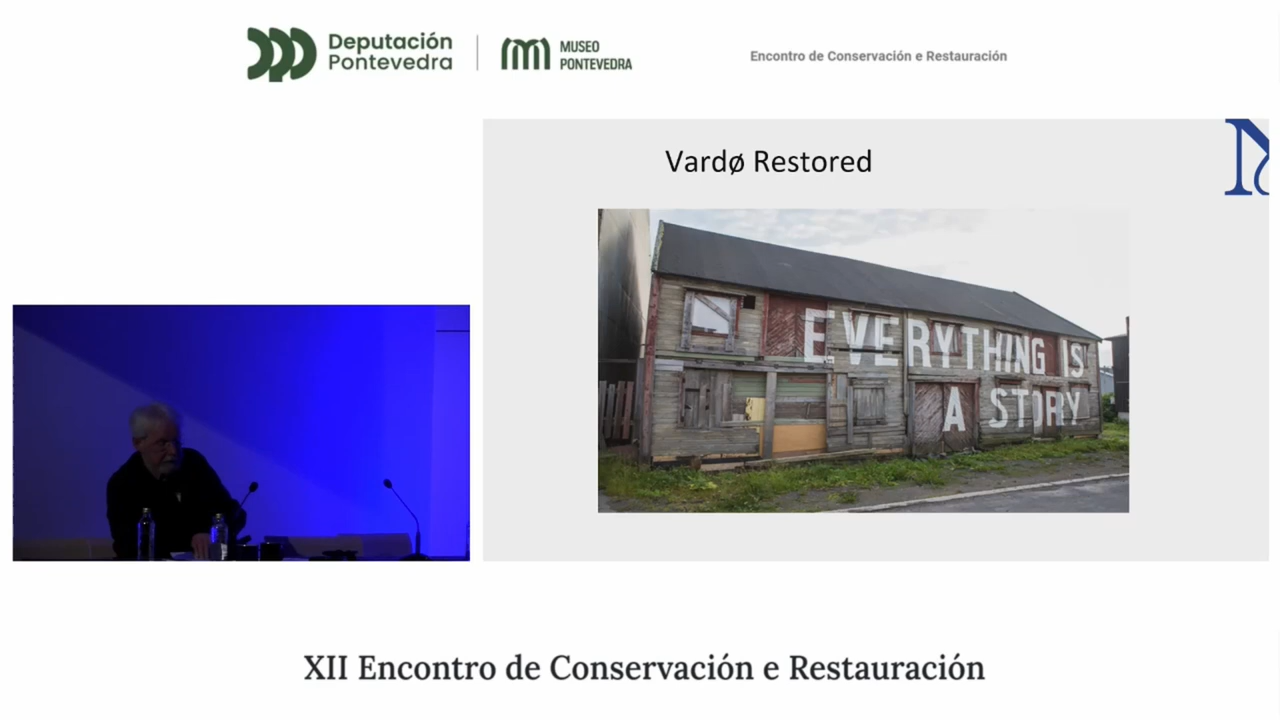 Deputación
Pontevedra
MUSEO
PONTEVEDRA
Encontro de Conservación e Restauración
Vardø Restored
EVERYTHING IS
A STORY
XII Encontro de Conservación e Restauración